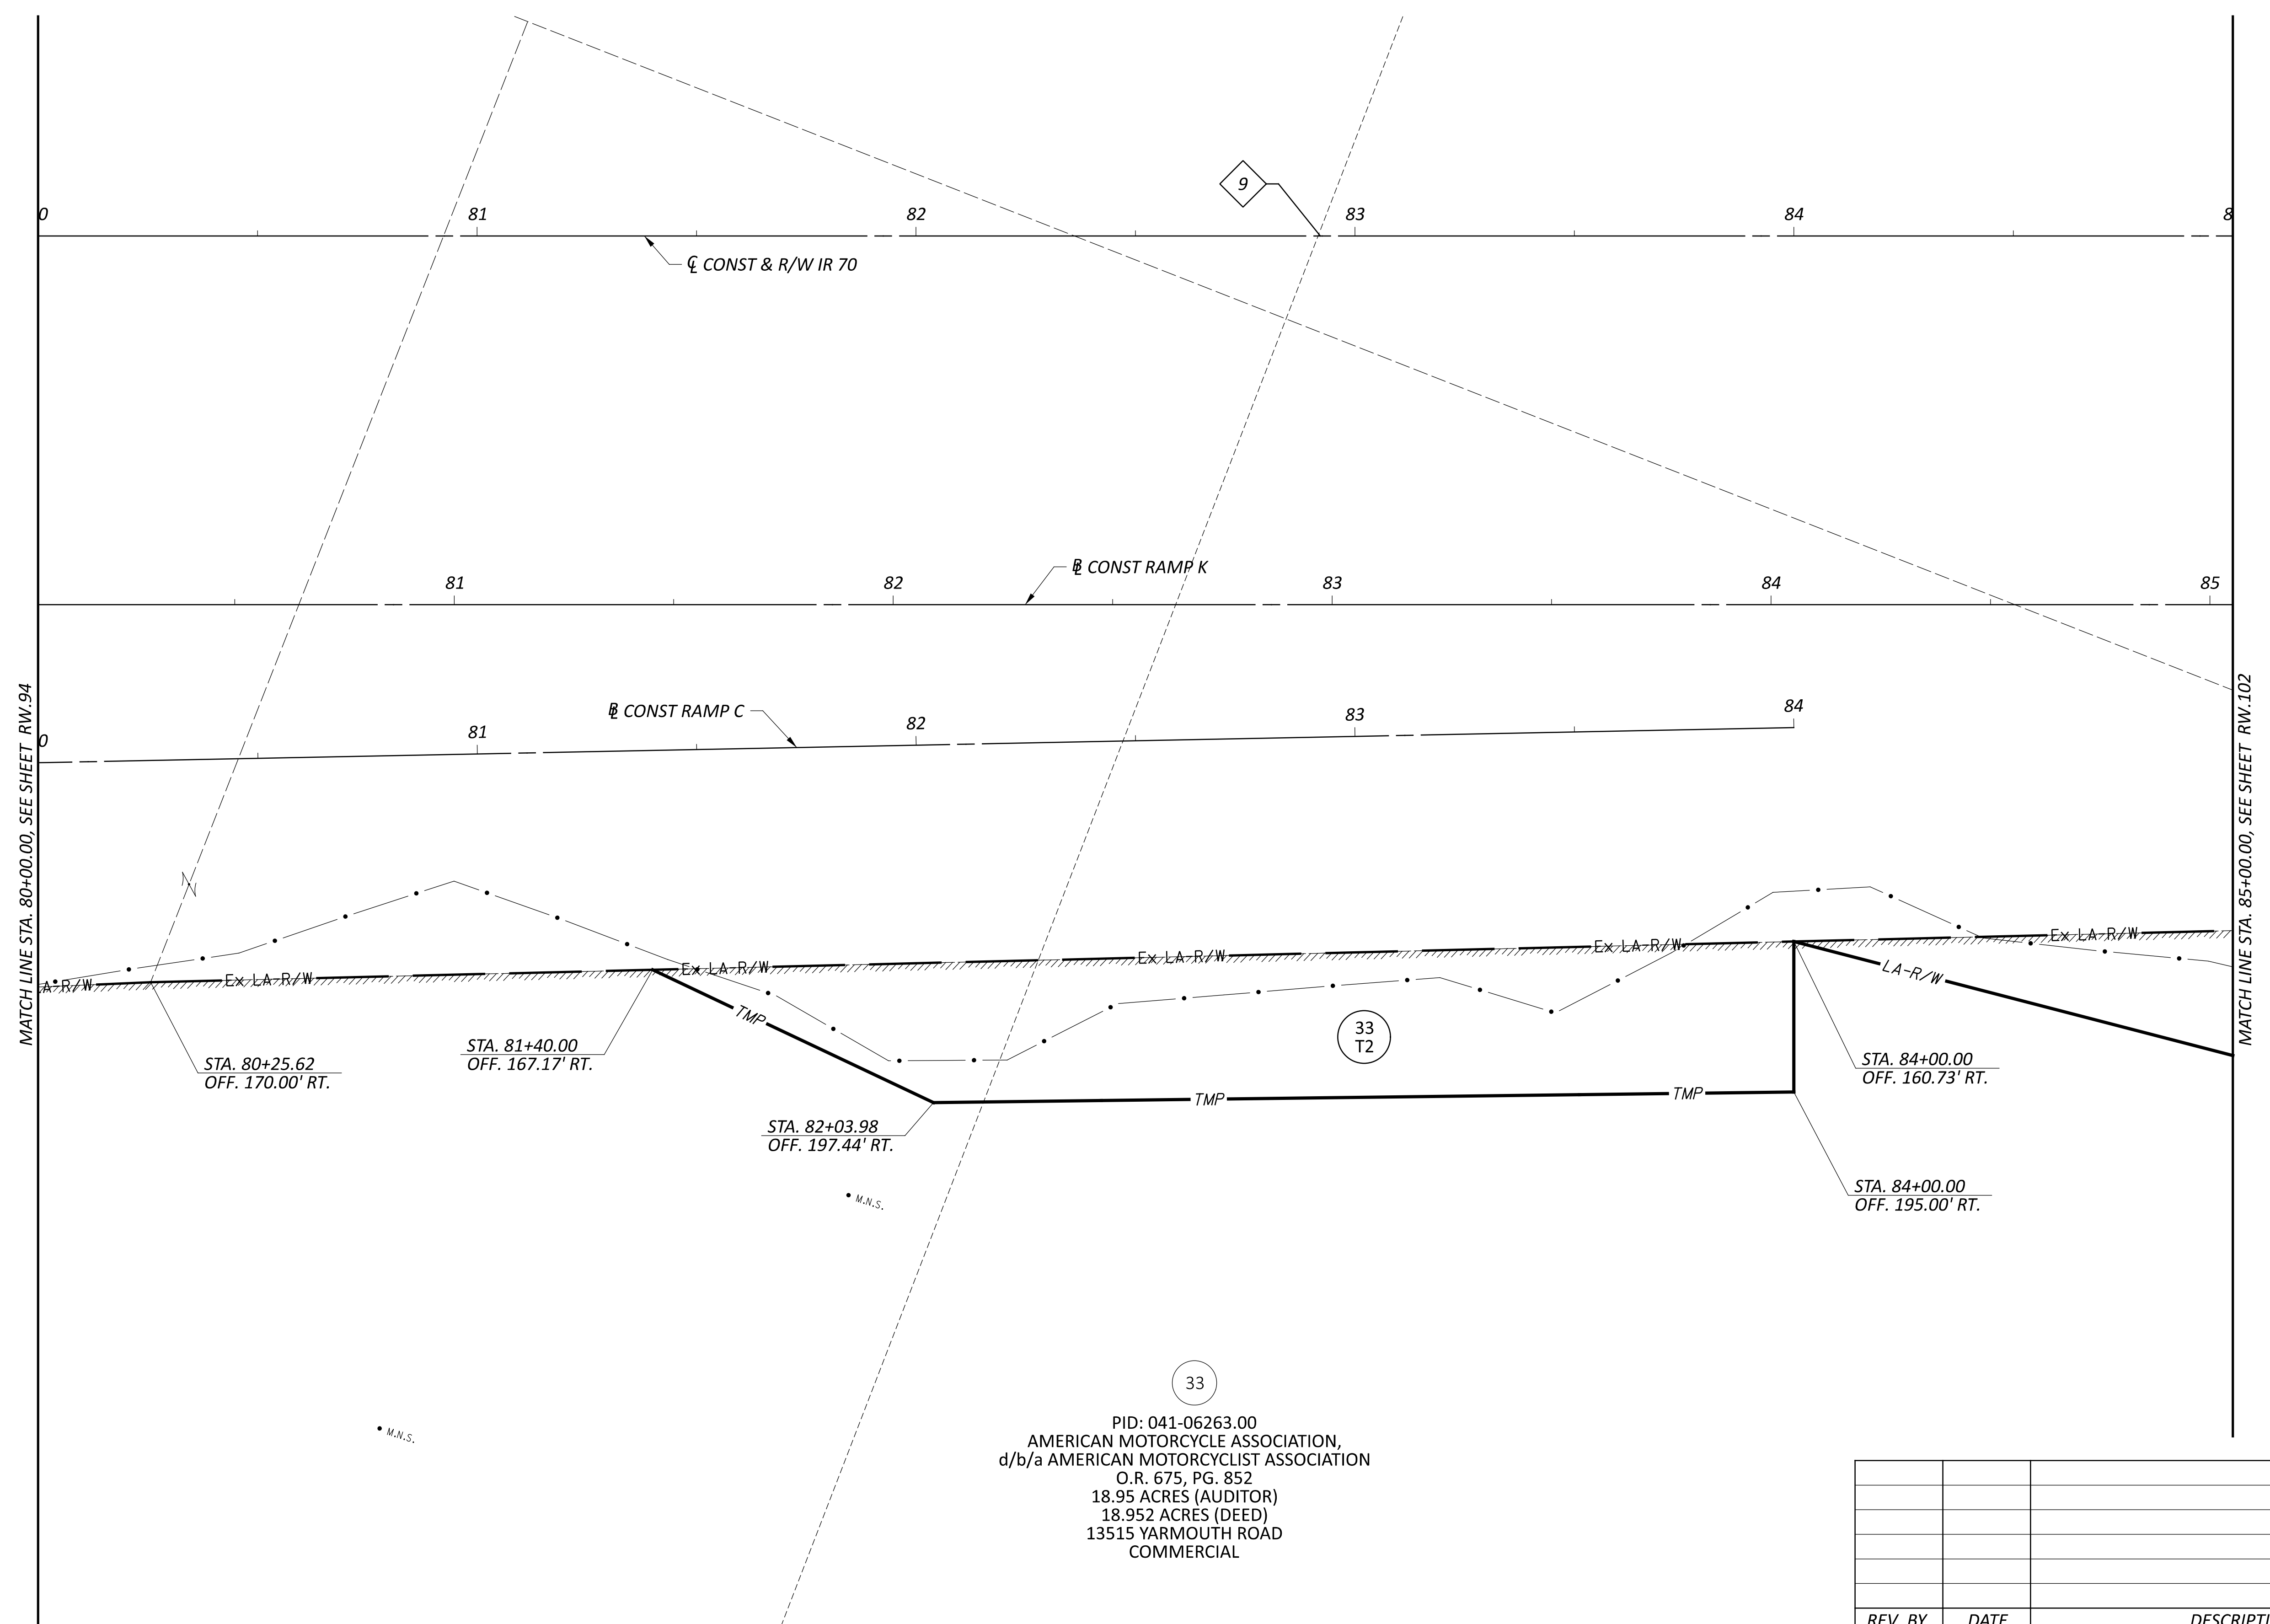 9
0
81
82
83
84
8
℄ CONST & R/W IR 70
℄ CONST RAMP K
81
82
83
84
85
MATCH LINE STA. 80+00.00, SEE SHEET RW.94
MATCH LINE STA. 85+00.00, SEE SHEET RW.102
BL CONST RAMP C
0
81
82
83
84
A-R/W
Ex LA-R/W
Ex LA-R/W
Ex LA-R/W
Ex LA-R/W
Ex LA-R/W
LA-R/W
TMP
TMP
TMP
33
T2
STA. 80+25.62
OFF. 170.00' RT.
STA. 81+40.00
OFF. 167.17' RT.
STA. 82+03.98
OFF. 197.44' RT.
STA. 84+00.00
OFF. 160.73' RT.
STA. 84+00.00
OFF. 195.00' RT.
M.N.S.
M.N.S.
33
PID: 041-06263.00
AMERICAN MOTORCYCLE ASSOCIATION,
d/b/a AMERICAN MOTORCYCLIST ASSOCIATION
O.R. 675, PG. 852
18.95 ACRES (AUDITOR)
18.952 ACRES (DEED)
13515 YARMOUTH ROAD
COMMERCIAL
REV. BY DATE DESCRIPTI